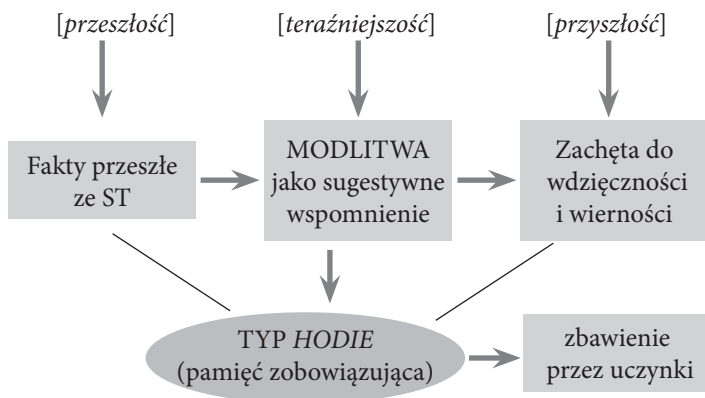 [przeszłość]
[teraźniejszość]
[przyszłość]
Fakty przeszłe
ze ST
MODLITWA
jako sugestywne
wspomnienie
Zachęta do
wdzięczności
i wierności
TYP HODIE
(pamięć zobowiązująca)
zbawienie
przez uczynki